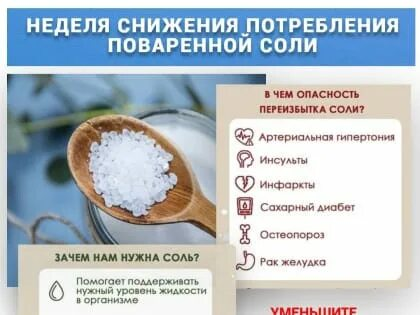 НЕДЕЛЯ СНИЖЕНИЯ ПОТРЕБЛЕНИЯ
ПОВАРЕННОЙ СОЛИ
В ЧЕМ ОПАСНОСТЬ
ПЕРЕИЗБЫТКА СОЛИ?
Артериальная гипертония
Инсульты
Инфаркты
Сахарный диабет
Остеопороз
Рак желудка
ЗАЧЕМ НАМ НУЖНА СОЛЬ?
Помогает поддерживать
нужный уровень жидкости
в организме
УМЕНЬШИТЕ